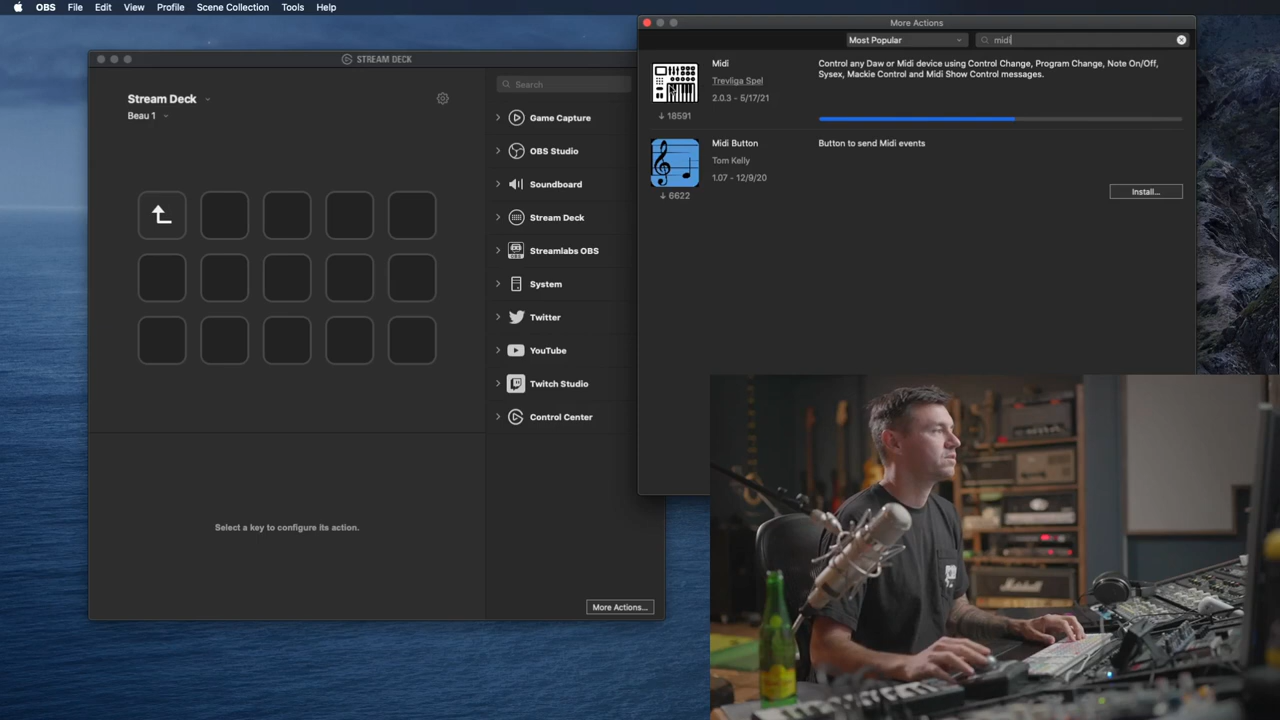 OBS File Edit View Profile Scene Collection Tools Help
More Actions
Most Popular
midi
Midi
Trevliga Spel
2.0.3 - 5/17/21
18591
Control any Daw or Midi device using Control Change, Program Change, Note On/Off,
Sysex, Mackie Control and Midi Show Control messages.
Midi Button
Tom Kelly
1.07 - 12/9/20
6622
Button to send Midi events
Install...
STREAM DECK
Stream Deck
Beau 1
Search
Game Capture
OBS Studio
Soundboard
Stream Deck
Streamlabs OBS
System
Twitter
YouTube
Twitch Studio
Control Center
Select a key to configure its action.
More Actions...
Marshall